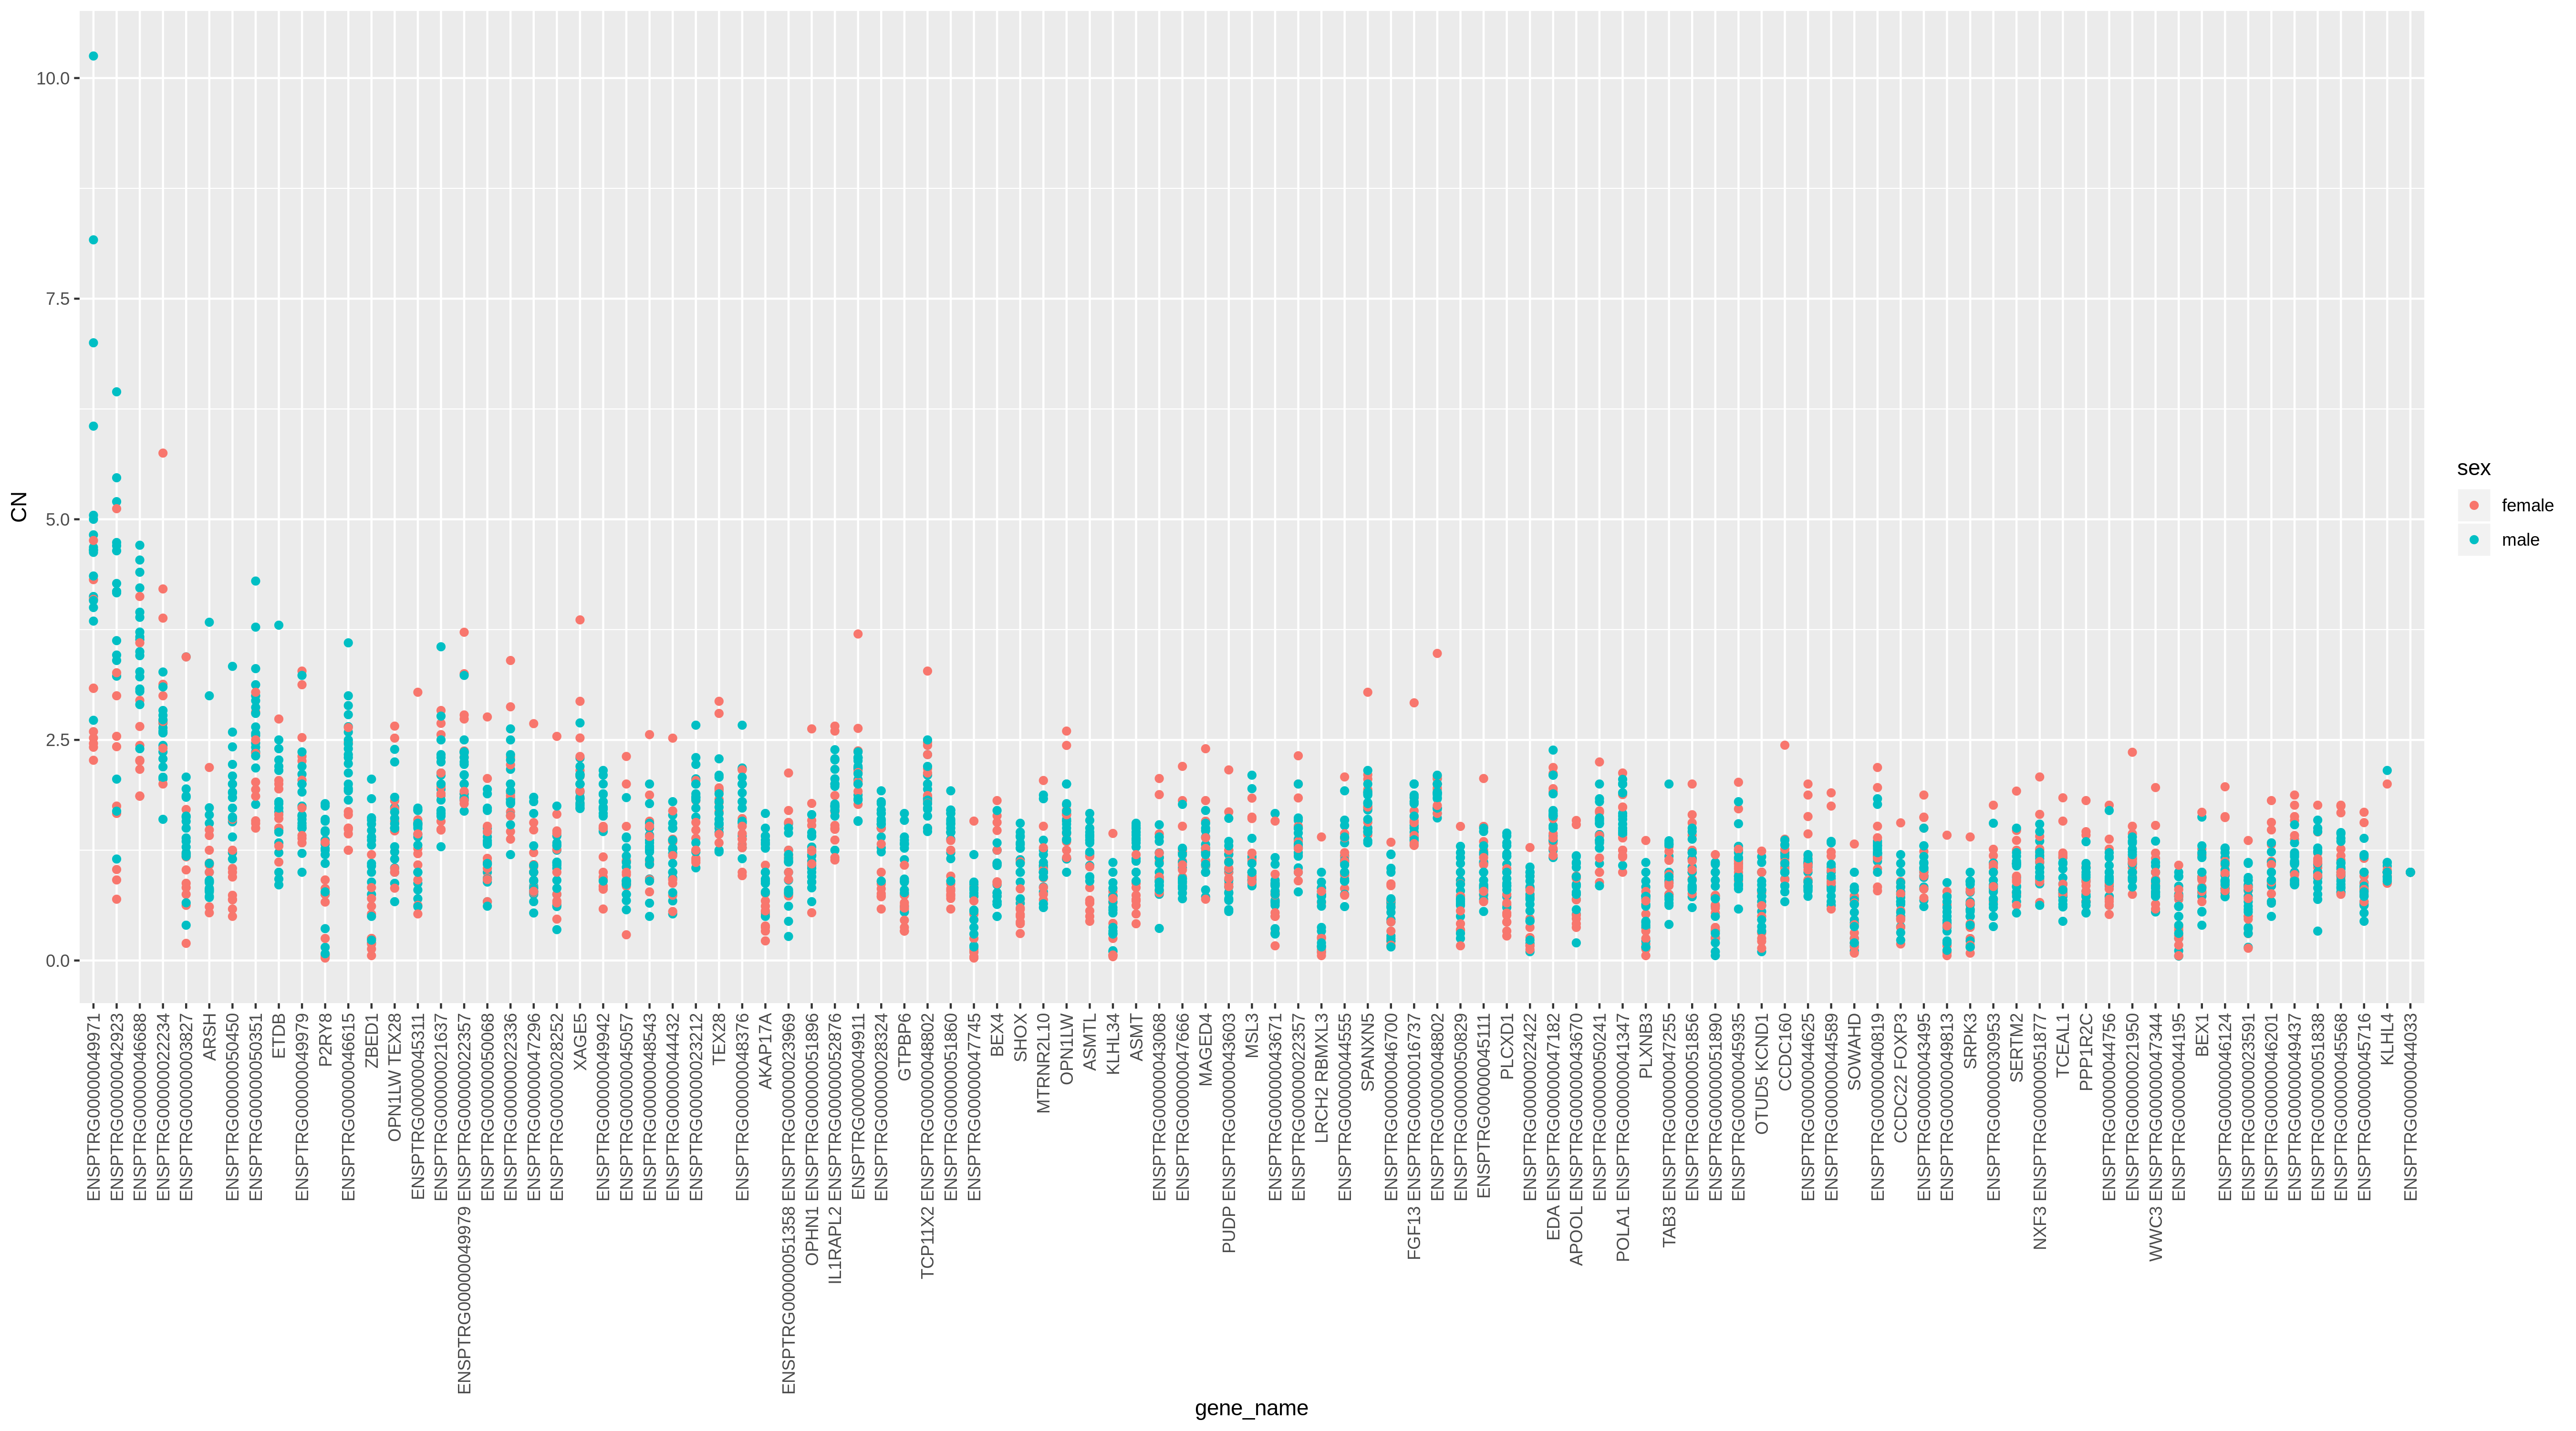 10.0
7.5
5.0
2.5
0.0
CN
ENSPTRG00000049971
ENSPTRG00000042923
ENSPTRG00000046688
ENSPTRG00000022234
ENSPTRG00000003827
ARSH
ENSPTRG00000050450
ENSPTRG00000050351
ETDB
ENSPTRG00000049979
P2RY8
ENSPTRG00000046615
ZBED1
OPN1LW TEX28
ENSPTRG00000045311
ENSPTRG00000021637
ENSPTRG00000049979 ENSPTRG00000022357
ENSPTRG00000050068
ENSPTRG00000022336
ENSPTRG00000047296
ENSPTRG00000028252
XAGE5
ENSPTRG00000049942
ENSPTRG00000045057
ENSPTRG00000048543
ENSPTRG00000044432
ENSPTRG00000023212
TEX28
ENSPTRG00000048376
AKAP17A
ENSPTRG00000051358 ENSPTRG00000023969
OPHN1 ENSPTRG00000051896
IL1RAPL2 ENSPTRG00000052876
ENSPTRG00000049911
ENSPTRG00000028324
GTPBP6
TCP11X2 ENSPTRG00000048802
ENSPTRG00000051860
ENSPTRG00000047745
BEX4
SHOX
MTRNR2L10
OPN1LW
ASMTL
KLHL34
ASMT
ENSPTRG00000043068
ENSPTRG00000047666
MAGED4
PUDP ENSPTRG00000043603
MSL3
ENSPTRG00000043671
ENSPTRG00000022357
LRCH2 RBMXL3
ENSPTRG00000044555
SPANXN5
ENSPTRG00000046700
FGF13 ENSPTRG00000016737
ENSPTRG00000048802
ENSPTRG00000050829
ENSPTRG00000045111
PLCXD1
ENSPTRG00000022422
EDA ENSPTRG00000047182
APOOL ENSPTRG00000043670
ENSPTRG00000050241
POLA1 ENSPTRG00000041347
PLXNB3
TAB3 ENSPTRG00000047255
ENSPTRG00000051856
ENSPTRG00000051890
ENSPTRG00000045935
OTUD5 KCND1
CCDC160
ENSPTRG00000044625
ENSPTRG00000044589
SOWAHD
ENSPTRG00000040819
CCDC22 FOXP3
ENSPTRG00000043495
ENSPTRG00000049813
SRPK3
ENSPTRG00000030953
SERTM2
NXF3 ENSPTRG00000051877
TCEAL1
PPP1R2C
ENSPTRG00000044756
ENSPTRG00000021950
WWC3 ENSPTRG00000047344
ENSPTRG00000044195
BEX1
ENSPTRG00000046124
ENSPTRG00000023591
ENSPTRG00000046201
ENSPTRG00000049437
ENSPTRG00000051838
ENSPTRG00000045568
ENSPTRG00000045716
KLHL4
ENSPTRG00000044033
gene_name
sex
female
male